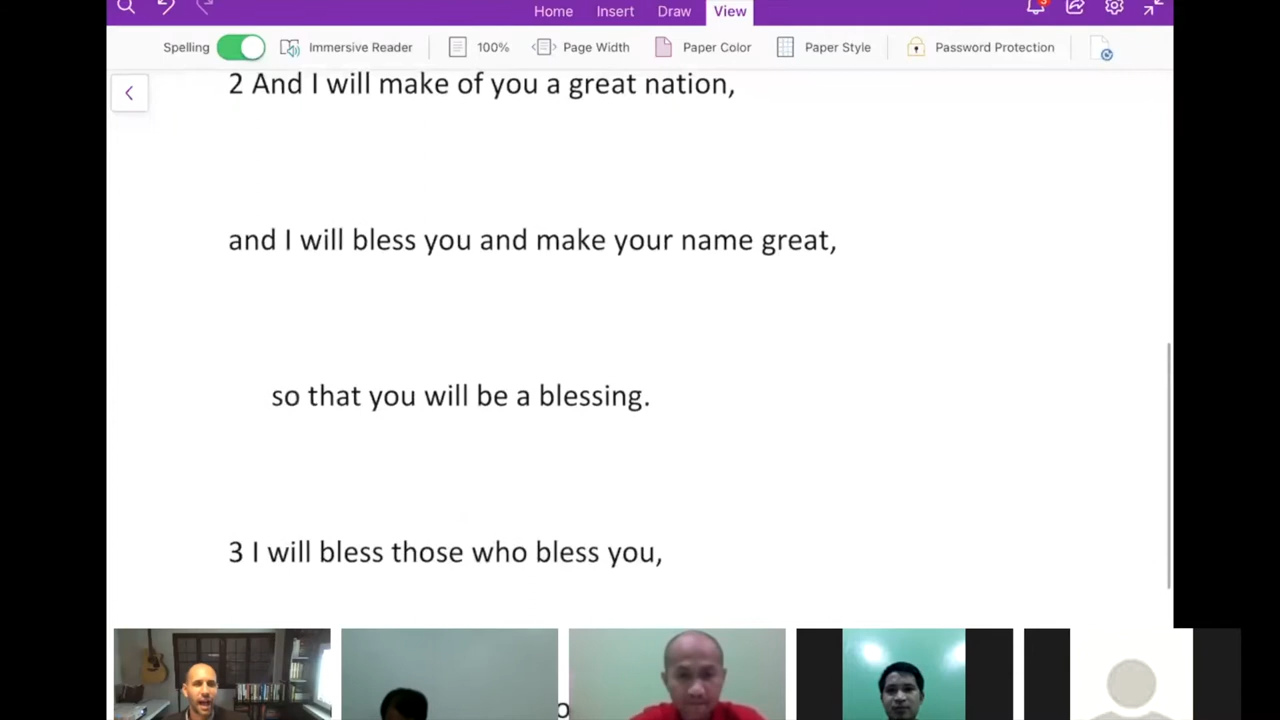 Home Insert Draw View
Spelling Immersive Reader 100% Page Width Paper Color Paper Style Password Protection
2 And I will make of you a great nation,
and I will bless you and make your name great,
so that you will be a blessing.
3 I will bless those who bless you,